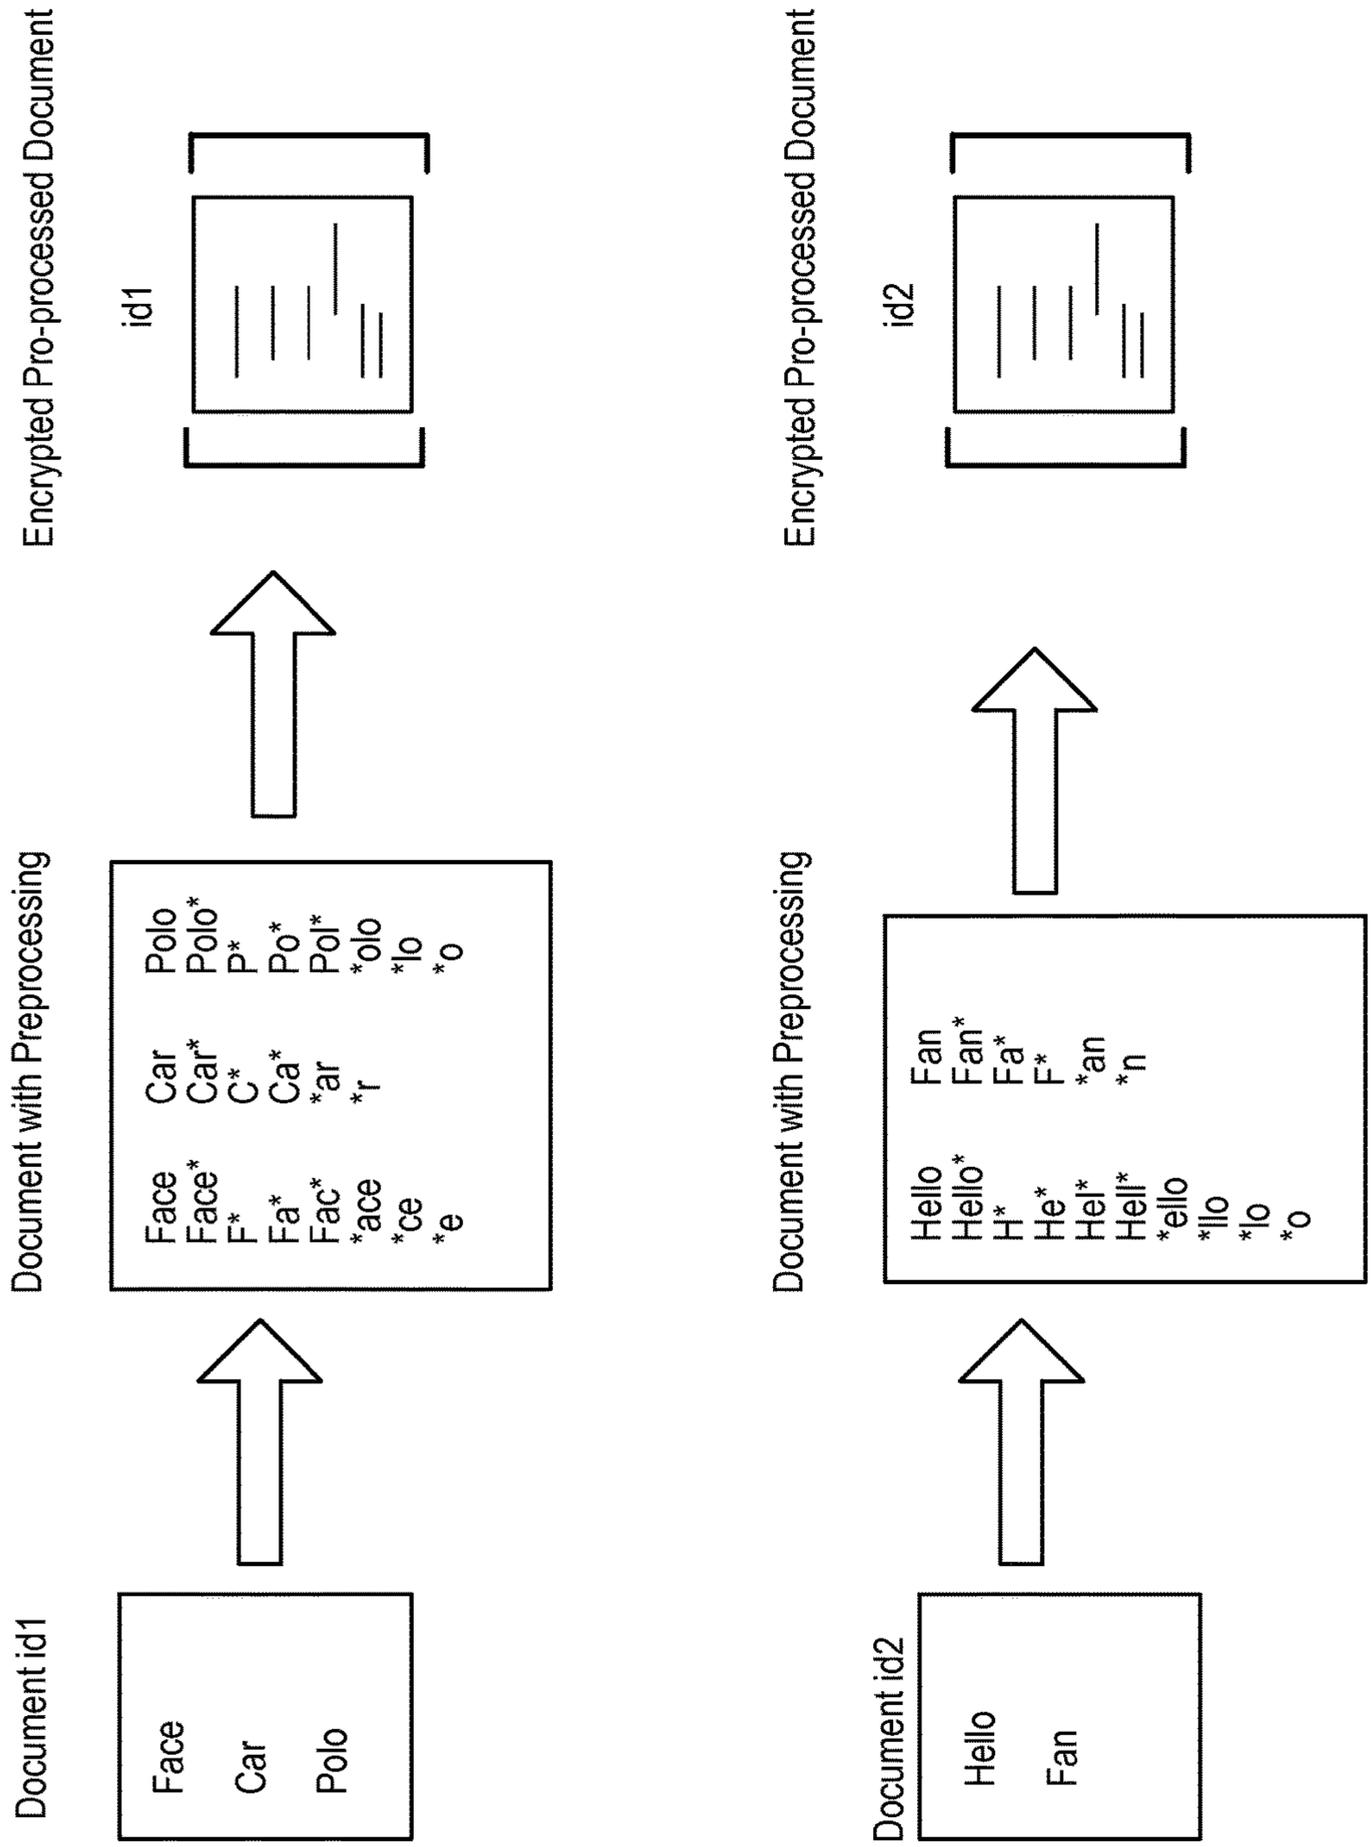 Document id1
Face
Car
Polo
Document with Preprocessing
Face Car Polo
Face* Car* Polo*
F* C* P*
Fa* Ca* Po*
Fac* *ar Pol*
*ace *r *olo
*ce *lo
*e *o
Encrypted Pro-processed Document
id1
Document id2
Hello
Fan
Document with Preprocessing
Hello Fan
Hello* Fan*
H* Fa*
He* F*
Hel* *an
Hell* *n
*ello
*llo
*lo
*o
Encrypted Pro-processed Document
id2